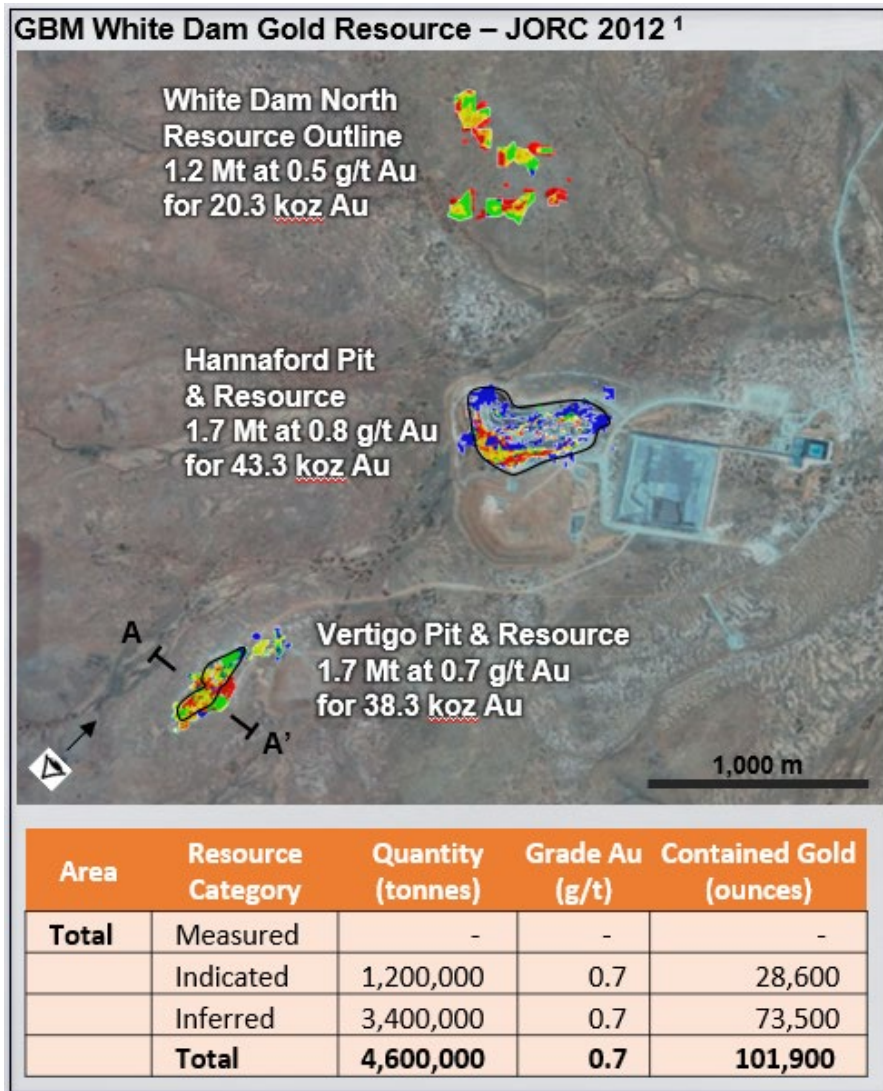 GBM White Dam Gold Resource – JORC 2012 ¹
White Dam North
Resource Outline
1.2 Mt at 0.5 g/t Au
for 20.3 koz Au
Hannaford Pit
& Resource
1.7 Mt at 0.8 g/t Au
for 43.3 koz Au
Vertigo Pit & Resource
1.7 Mt at 0.7 g/t Au
for 38.3 koz Au
A
A'
1,000 m
Area Resource Category Quantity (tonnes) Grade Au (g/t) Contained Gold (ounces)
Total Measured - - -
Indicated 1,200,000 0.7 28,600
Inferred 3,400,000 0.7 73,500
Total 4,600,000 0.7 101,900